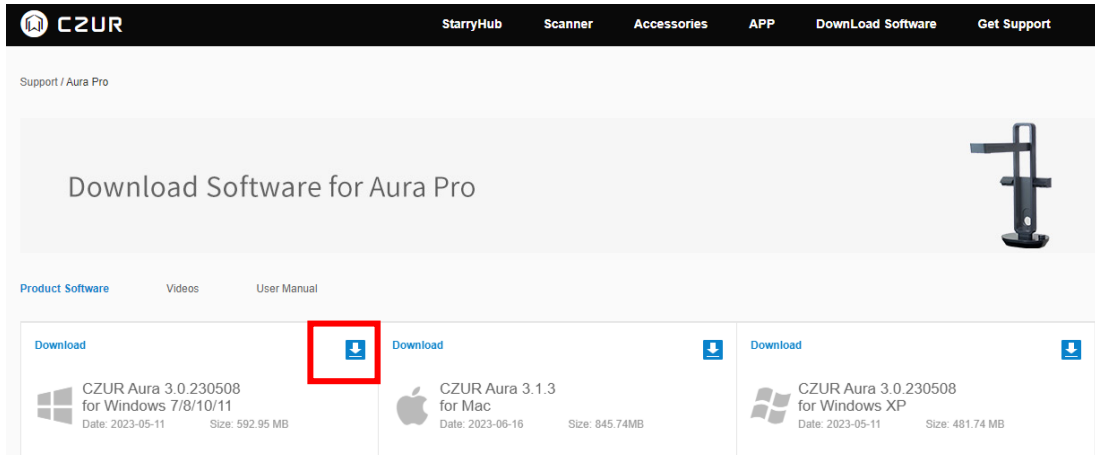 CZUR StarryHub Scanner Accessories APP DownLoad Software Get Support
Support / Aura Pro
Download Software for Aura Pro
Product Software Videos User Manual
Download
CZUR Aura 3.0.230508
for Windows 7/8/10/11
Date: 2023-05-11 Size: 592.95 MB
Download
CZUR Aura 3.1.3
for Mac
Date: 2023-06-16 Size: 845.74MB
Download
CZUR Aura 3.0.230508
for Windows XP
Date: 2023-05-11 Size: 481.74 MB